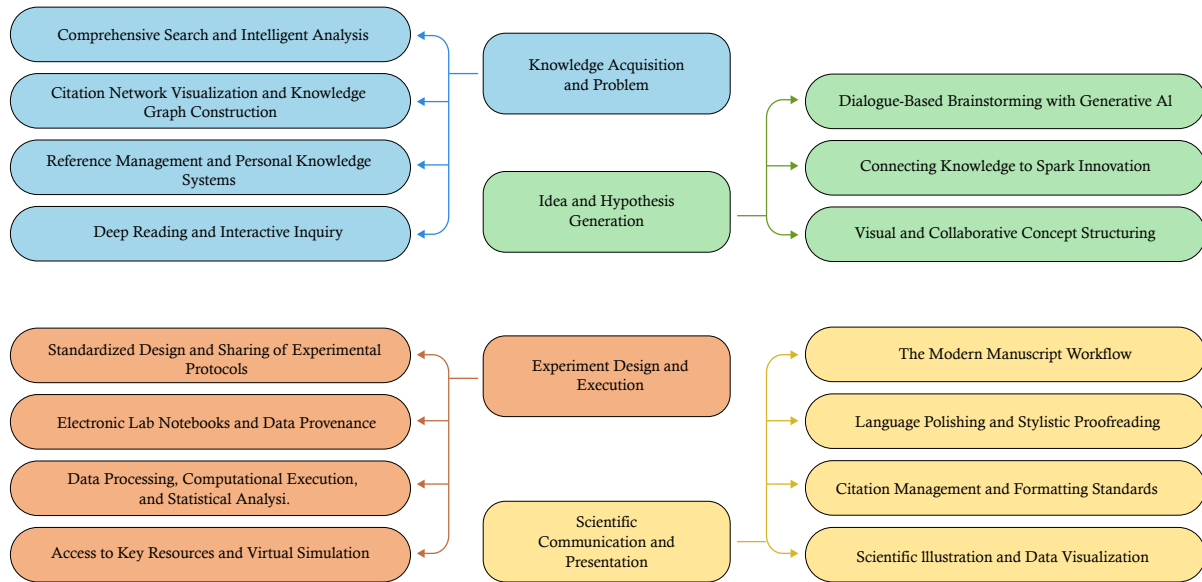 Comprehensive Search and Intelligent Analysis
Citation Network Visualization and Knowledge
Graph Construction
Reference Management and Personal Knowledge
Systems
Deep Reading and Interactive Inquiry
Knowledge Acquisition
and Problem
Idea and Hypothesis
Generation
Dialogue-Based Brainstorming with Generative AI
Connecting Knowledge to Spark Innovation
Visual and Collaborative Concept Structuring
Standardized Design and Sharing of Experimental
Protocols
Electronic Lab Notebooks and Data Provenance
Data Processing, Computational Execution,
and Statistical Analysi.
Access to Key Resources and Virtual Simulation
Experiment Design and
Execution
Scientific
Communication and
Presentation
The Modern Manuscript Workflow
Language Polishing and Stylistic Proofreading
Citation Management and Formatting Standards
Scientific Illustration and Data Visualization